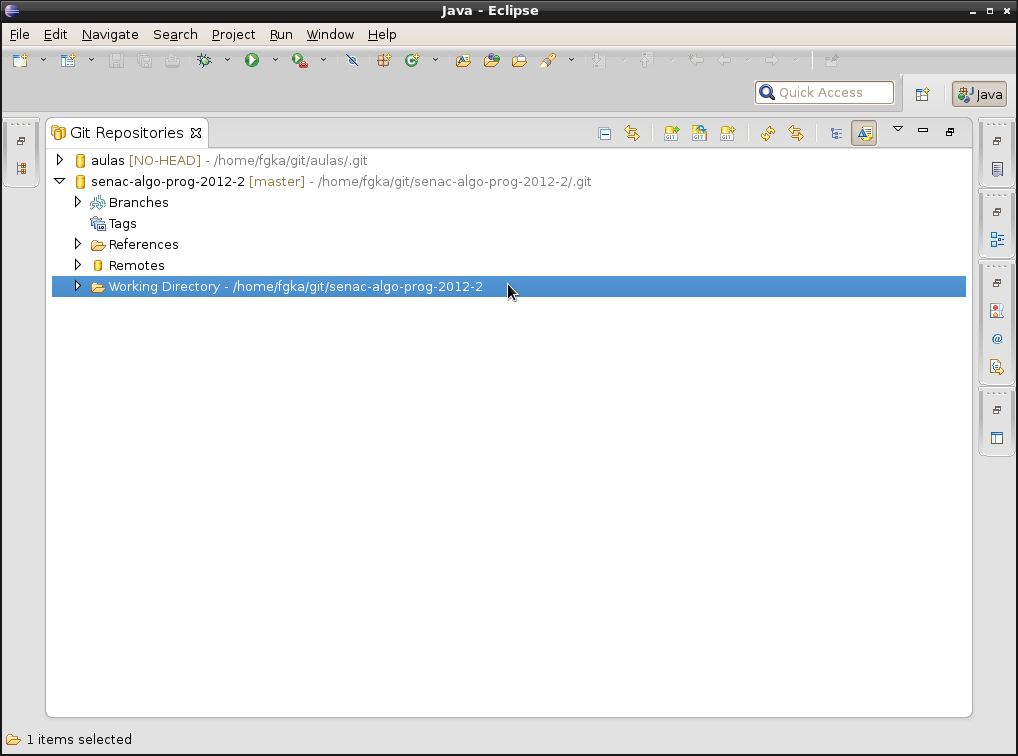 Java - Eclipse
File Edit Navigate Search Project Run Window Help
Quick Access
Java
Git Repositories
aulas [NO-HEAD] - /home/fgka/git/aulas/.git
senac-algo-prog-2012-2 [master] - /home/fgka/git/senac-algo-prog-2012-2/.git
Branches
Tags
References
Remotes
Working Directory - /home/fgka/git/senac-algo-prog-2012-2
1 items selected